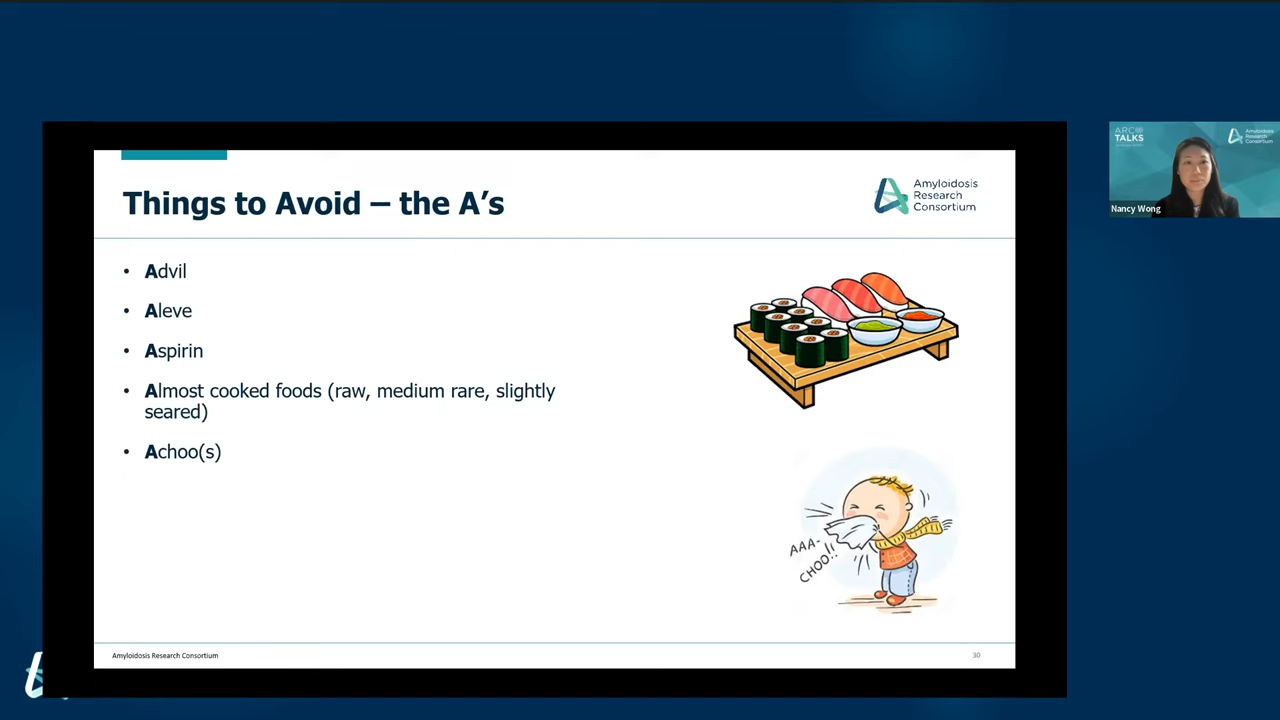 Things to Avoid – the A's
Amyloidosis
Research
Consortium
• Advil
• Aleve
• Aspirin
• Almost cooked foods (raw, medium rare, slightly
seared)
• Achoo(s)
AAA-
CHOO!!
Amyloidosis Research Consortium
30
ARC
TALKS
Amyloidosis
Research
Consortium
Nancy Wong